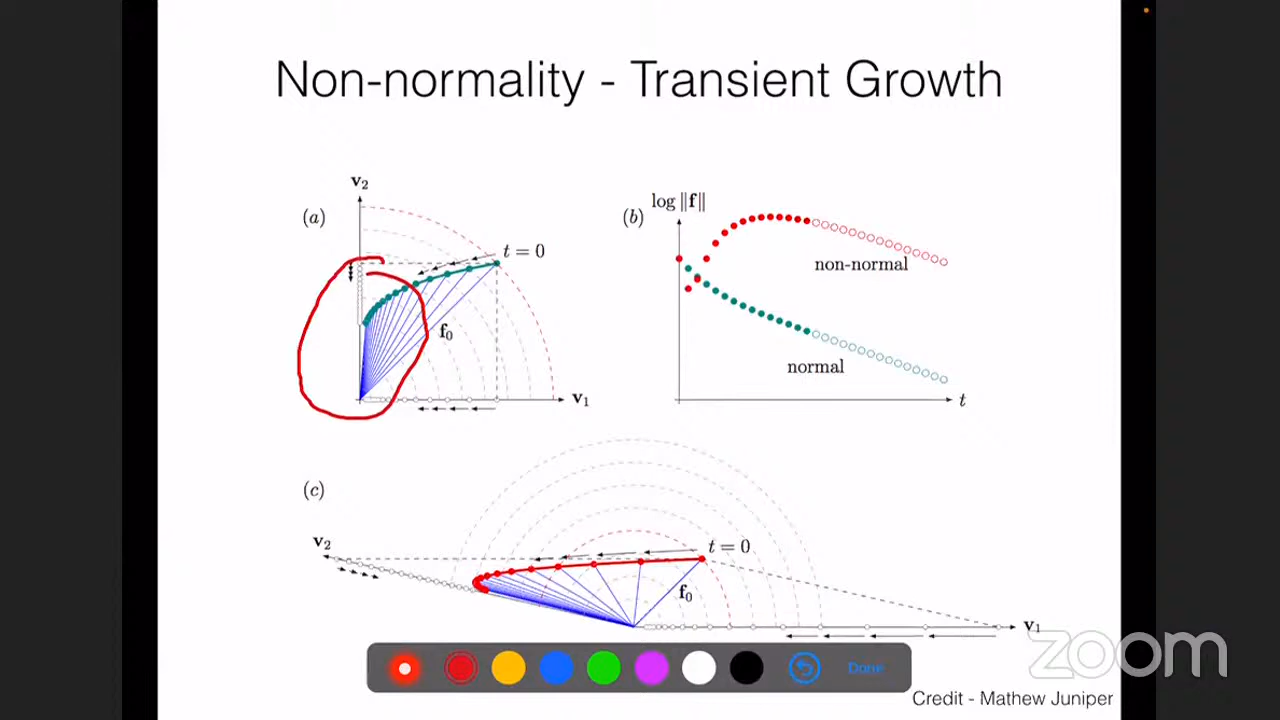 Non-normality - Transient Growth
v₂
(a)
t = 0
f₀
v₁
(b)
log ‖f‖
non-normal
normal
t
(c)
v₂
t = 0
f₀
v₁
Done
zoom
Credit - Mathew Juniper